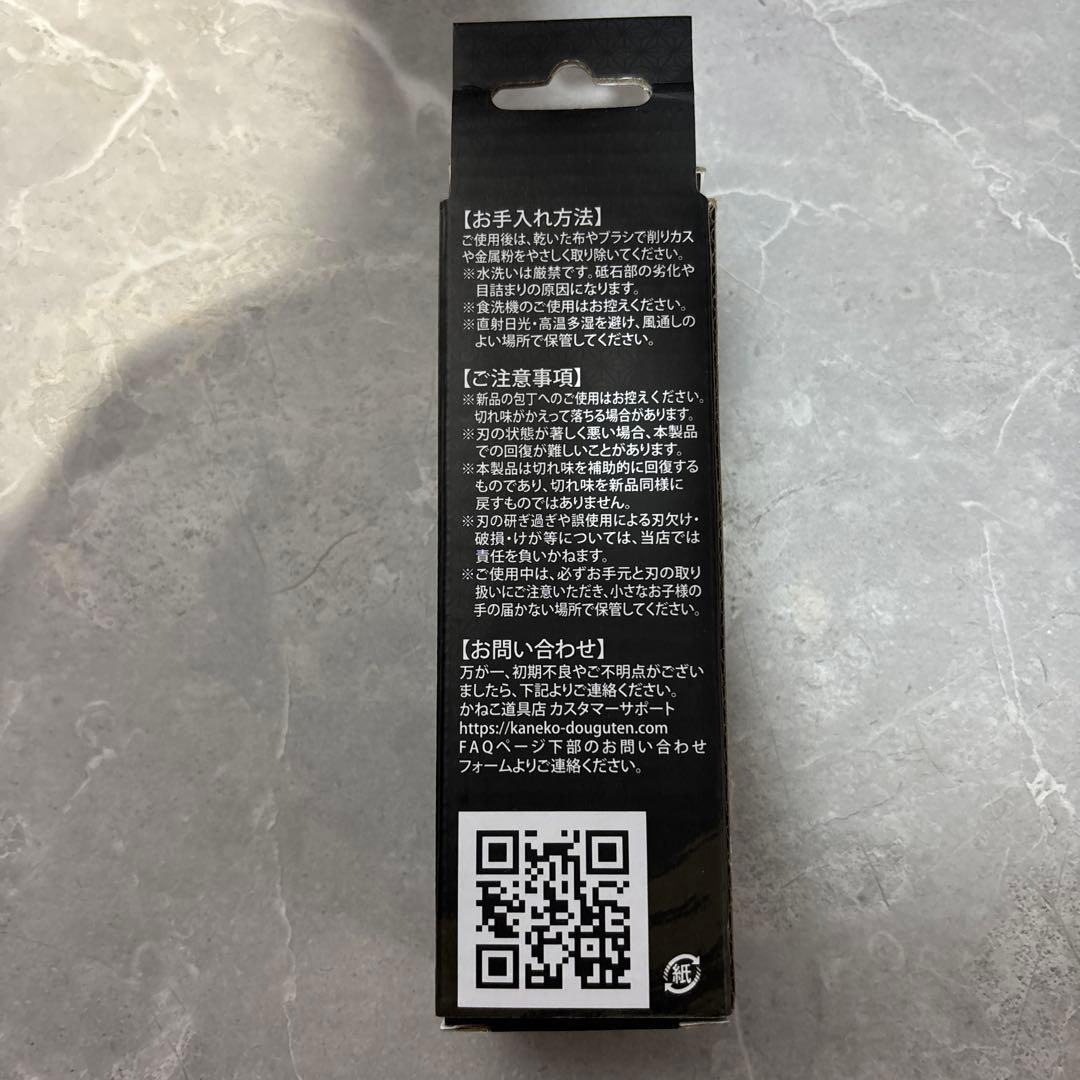 【お手入れ方法】
ご使用後は、乾いた布やブラシで削りカス
や金属粉をやさしく取り除いてください。
※水洗いは厳禁です。砥石部の劣化や
目詰まりの原因になります。
※食洗機のご使用はお控えください。
※直射日光・高温多湿を避け、風通しの
よい場所で保管してください。
【ご注意事項】
※新品の包丁へのご使用はお控えください。
切れ味がかえって落ちる場合があります。
※刃の状態が著しく悪い場合、本製品
での回復が難しいことがあります。
※本製品は切れ味を補助的に回復する
ものであり、切れ味を新品同様に
戻すものではありません。
※刃の研ぎ過ぎや誤使用による刃欠け・
破損・けが等については、当店では
責任を負いかねます。
※ご使用中は、必ずお手元と刃の取り
扱いにご注意いただき、小さなお子様の
手の届かない場所で保管してください。
【お問い合わせ】
万が一、初期不良やご不明点がござい
ましたら、下記よりご連絡ください。
かねこ道具店 カスタマーサポート
https://kaneko-douguten.com
FAQページ下部のお問い合わせ
フォームよりご連絡ください。
紙